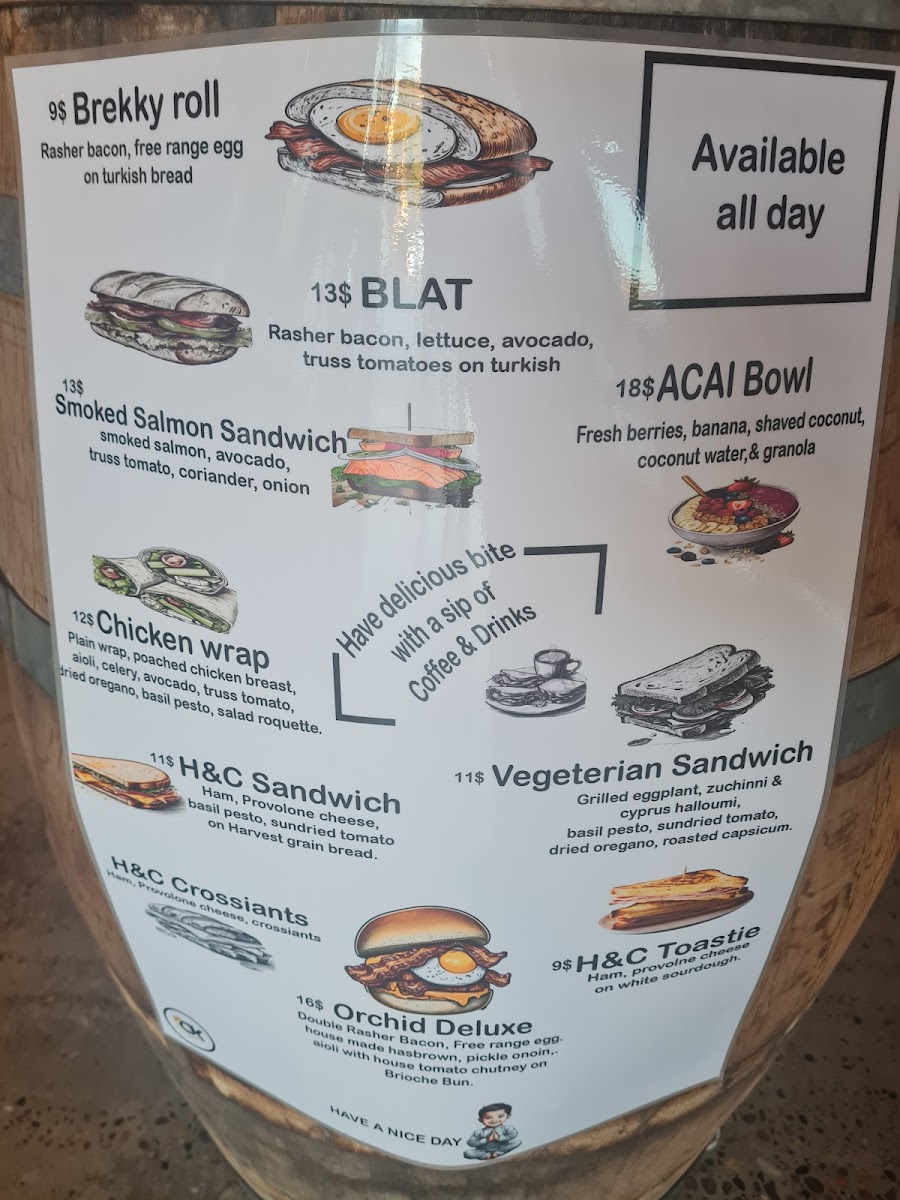 9$ Brekky roll
Rasher bacon, free range egg
on turkish bread
Available
all day
13$ BLAT
Rasher bacon, lettuce, avocado,
truss tomatoes on turkish
13$
Smoked Salmon Sandwich
smoked salmon, avocado,
truss tomato, coriander, onion
18$ ACAI Bowl
Fresh berries, banana, shaved coconut,
coconut water,& granola
Have delicious bite
with a sip of
Coffee & Drinks
12$ Chicken wrap
Plain wrap, poached chicken breast,
aioli, celery, avocado, truss tomato,
dried oregano, basil pesto, salad roquette.
11$ H&C Sandwich
Ham, Provolone cheese,
basil pesto, sundried tomato
on Harvest grain bread.
11$ Vegeterian Sandwich
Grilled eggplant, zuchinni &
cyprus halloumi,
basil pesto, sundried tomato,
dried oregano, roasted capsicum.
H&C Crossiants
Ham, Provolone cheese, crossiants
9$ H&C Toastie
Ham, provolne cheese
on white sourdough.
16$ Orchid Deluxe
Double Rasher Bacon, Free range egg.
house made hasbrown, pickle onoin,.
aioli with house tomato chutney on
Brioche Bun.
HAVE A NICE DAY